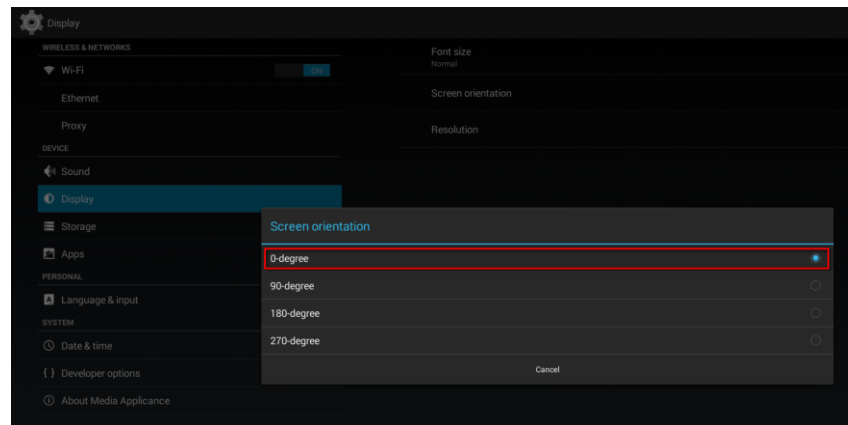 Display
WIRELESS & NETWORKS
Wi-Fi
ON
Ethernet
Proxy
DEVICE
Sound
Display
Storage
Apps
PERSONAL
Language & input
SYSTEM
Date & time
Developer options
About Media Applicance
Font size
Normal
Screen orientation
Resolution
Screen orientation
0-degree
90-degree
180-degree
270-degree
Cancel